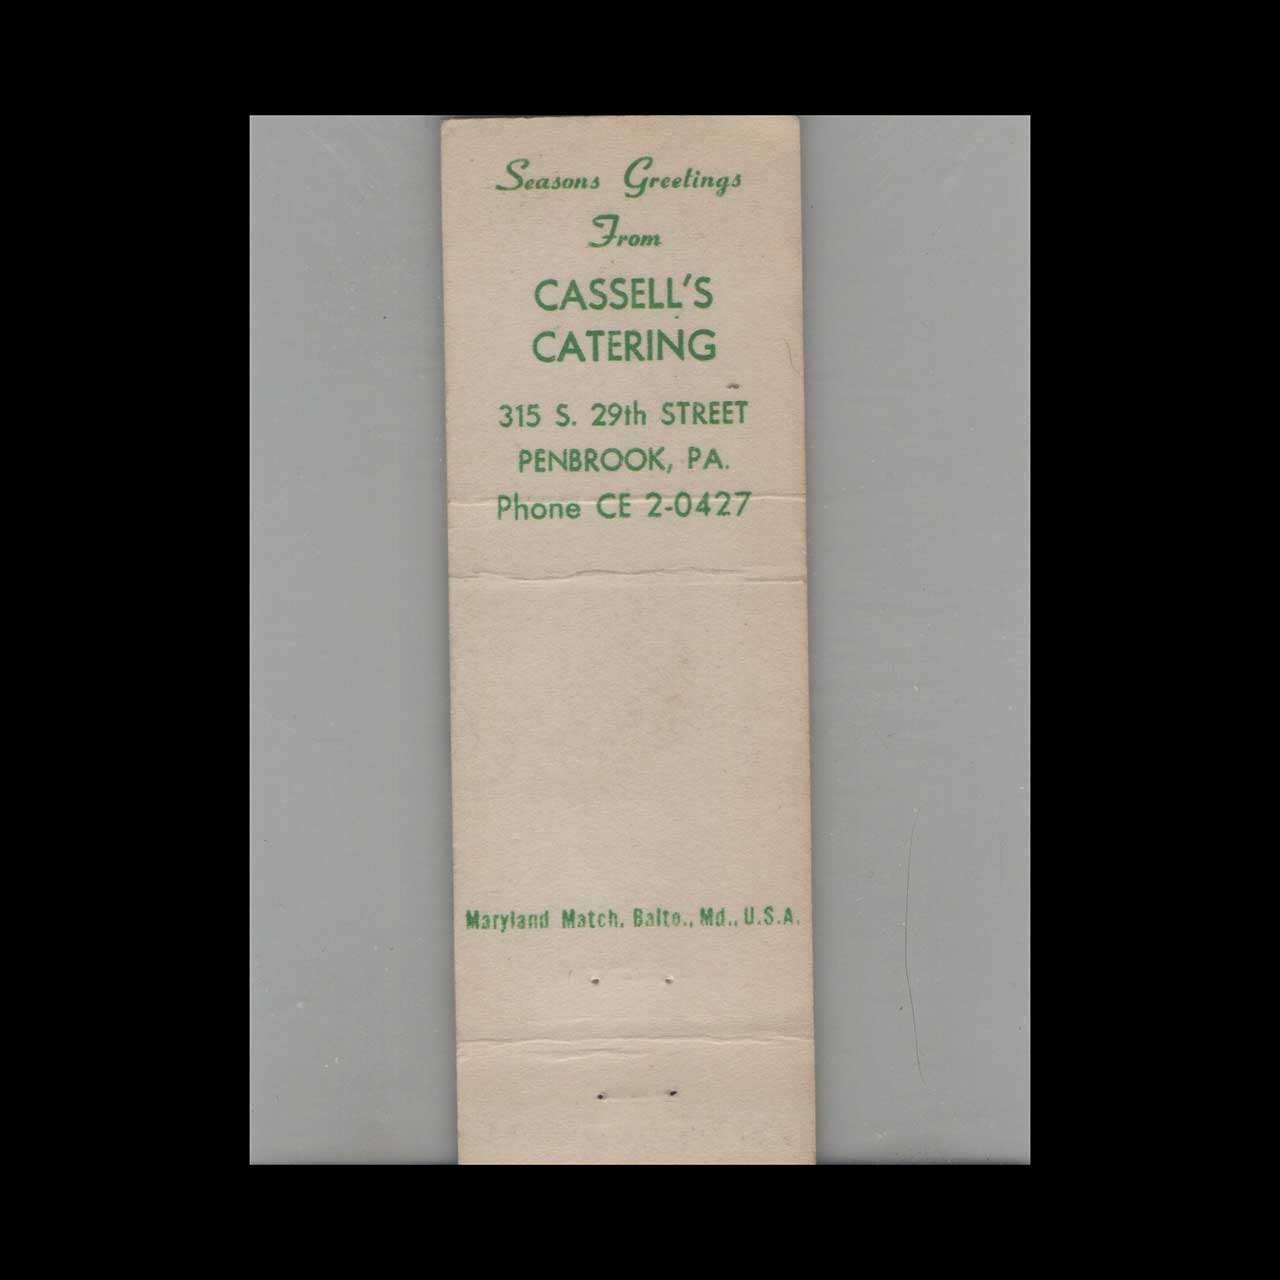 Seasons Greetings
From
CASSELL'S
CATERING
315 S. 29th STREET
PENBROOK, PA.
Phone CE 2-0427
Maryland Match, Balto., Md., U.S.A.